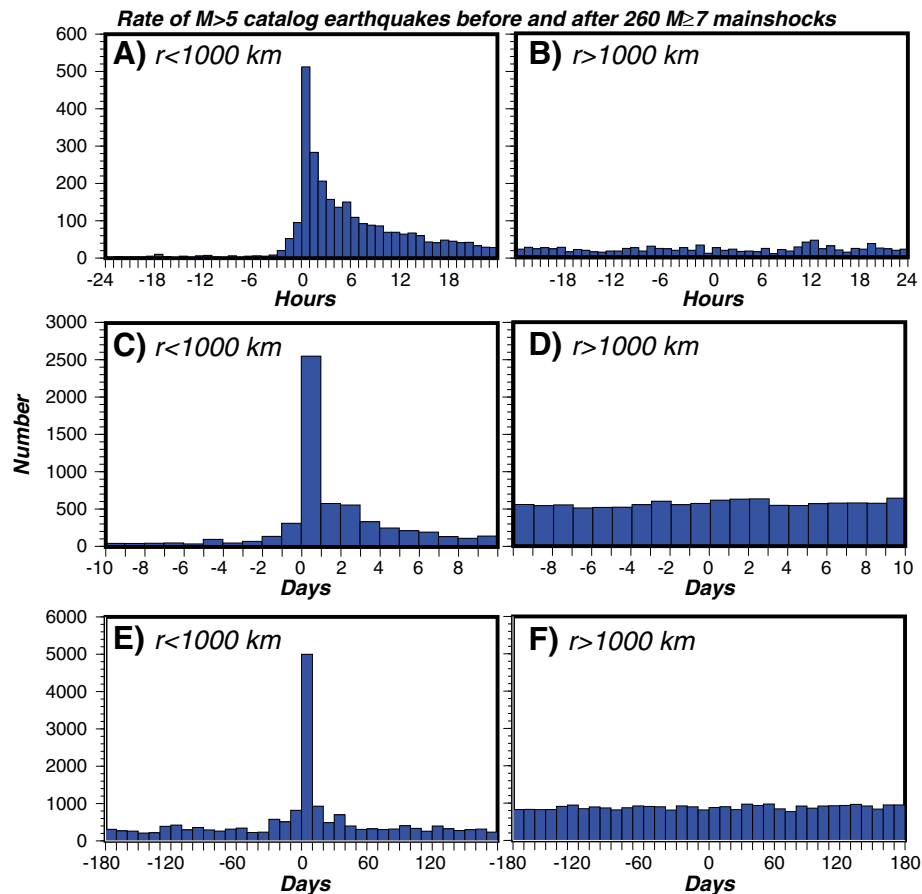 Rate of M>5 catalog earthquakes before and after 260 M≥7 mainshocks
A) r<1000 km
600
500
400
300
200
100
0
-24 -18 -12 -6 0 6 12 18
Hours
B) r>1000 km
-18 -12 -6 0 6 12 18 24
Hours
Number
C) r<1000 km
3000
2500
2000
1500
1000
500
0
-10 -8 -6 -4 -2 0 2 4 6 8
Days
D) r>1000 km
-8 -6 -4 -2 0 2 4 6 8 10
Days
E) r<1000 km
6000
5000
4000
3000
2000
1000
0
-180 -120 -60 0 60 120 -180
Days
F) r>1000 km
-120 -60 0 60 120 180
Days